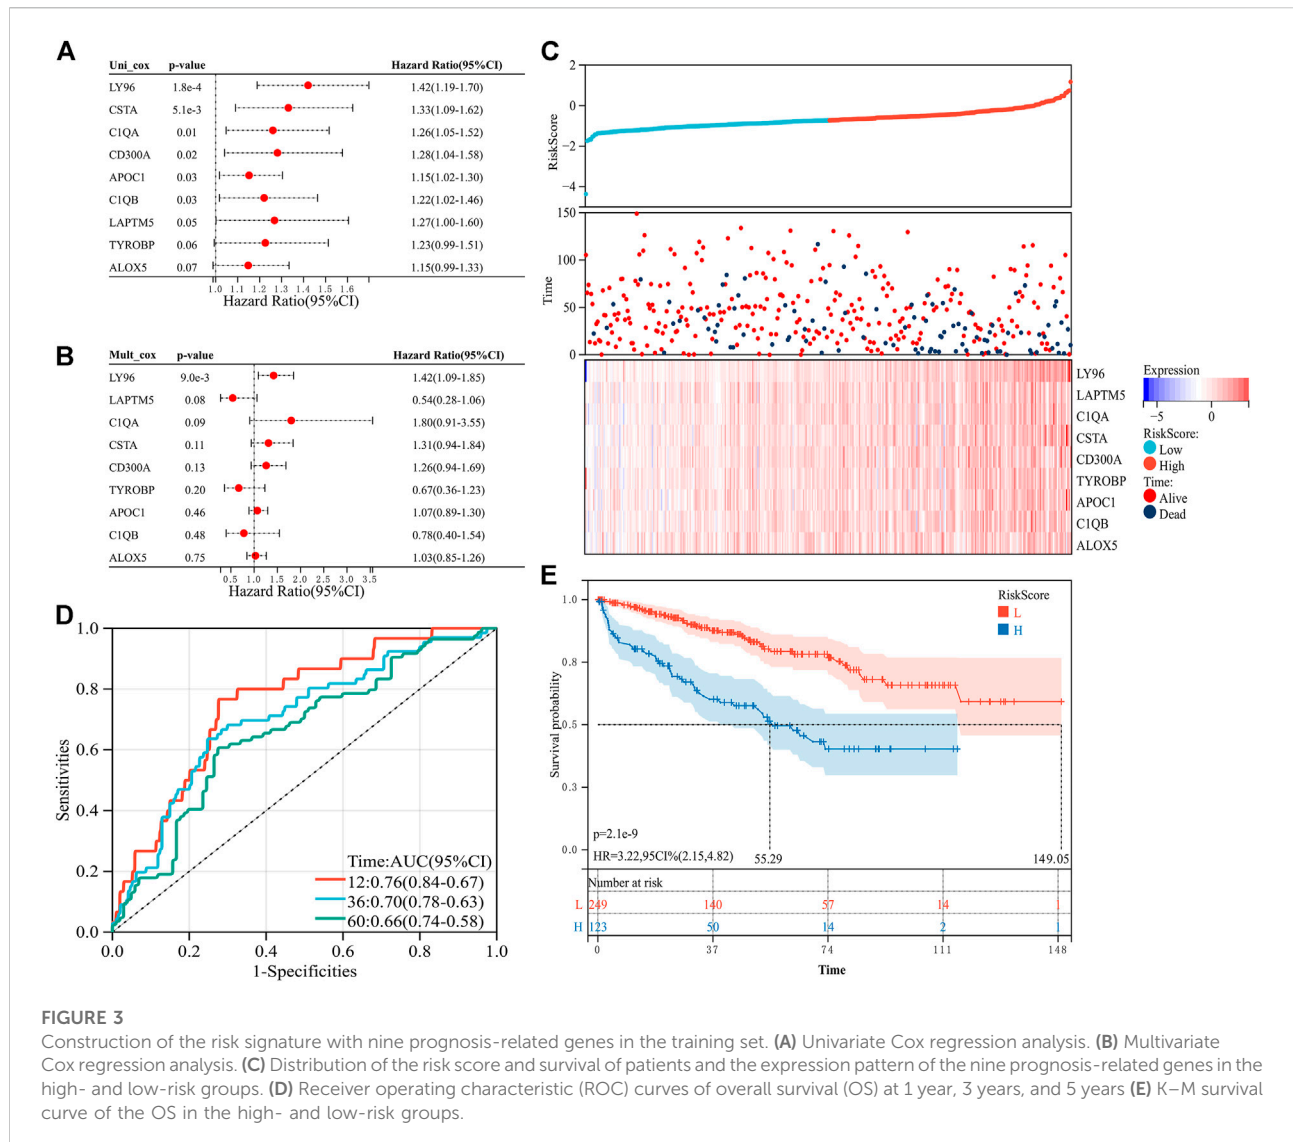 A
Uni_cox p-value Hazard Ratio(95%CI)
LY96 1.8e-4 1.42(1.19-1.70)
CSTA 5.1e-3 1.33(1.09-1.62)
C1QA 0.01 1.26(1.05-1.52)
CD300A 0.02 1.28(1.04-1.58)
APOC1 0.03 1.15(1.02-1.30)
C1QB 0.03 1.22(1.02-1.46)
LAPTM5 0.05 1.27(1.00-1.60)
TYROBP 0.06 1.23(0.99-1.51)
ALOX5 0.07 1.15(0.99-1.33)
1.0 1.1 1.2 1.3 1.4 1.5 1.6
Hazard Ratio(95%CI)
B
Mult_cox p-value Hazard Ratio(95%CI)
LY96 9.0e-3 1.42(1.09-1.85)
LAPTM5 0.08 0.54(0.28-1.06)
C1QA 0.09 1.80(0.91-3.55)
CSTA 0.11 1.31(0.94-1.84)
CD300A 0.13 1.26(0.94-1.69)
TYROBP 0.20 0.67(0.36-1.23)
APOC1 0.46 1.07(0.89-1.30)
C1QB 0.48 0.78(0.40-1.54)
ALOX5 0.75 1.03(0.85-1.26)
0.5 1.0 1.5 2.0 2.5 3.0 3.5
Hazard Ratio(95%CI)
C
RiskScore
2
0
−2
−4
Time
150
100
50
0
LY96
LAPTM5
C1QA
CSTA
CD300A
TYROBP
APOC1
C1QB
ALOX5
Expression
−5 0
RiskScore:
Low
High
Time:
Alive
Dead
D
Sensitivities
1.0
0.8
0.6
0.4
0.2
0.0
0.0 0.2 0.4 0.6 0.8 1.0
1-Specificities
Time:AUC(95%CI)
12:0.76(0.84-0.67)
36:0.70(0.78-0.63)
60:0.66(0.74-0.58)
E
Survival probability
1.0
0.8
0.5
0.3
0.0
RiskScore
L
H
p=2.1e-9
HR=3.22,95CI%(2.15,4.82)
55.29
149.05
Number at risk
L 249 140 57 14 1
H 123 50 14 2 1
0 37 74 111 148
Time
FIGURE 3
Construction of the risk signature with nine prognosis-related genes in the training set. (A) Univariate Cox regression analysis. (B) Multivariate
Cox regression analysis. (C) Distribution of the risk score and survival of patients and the expression pattern of the nine prognosis-related genes in the
high- and low-risk groups. (D) Receiver operating characteristic (ROC) curves of overall survival (OS) at 1 year, 3 years, and 5 years (E) K–M survival
curve of the OS in the high- and low-risk groups.